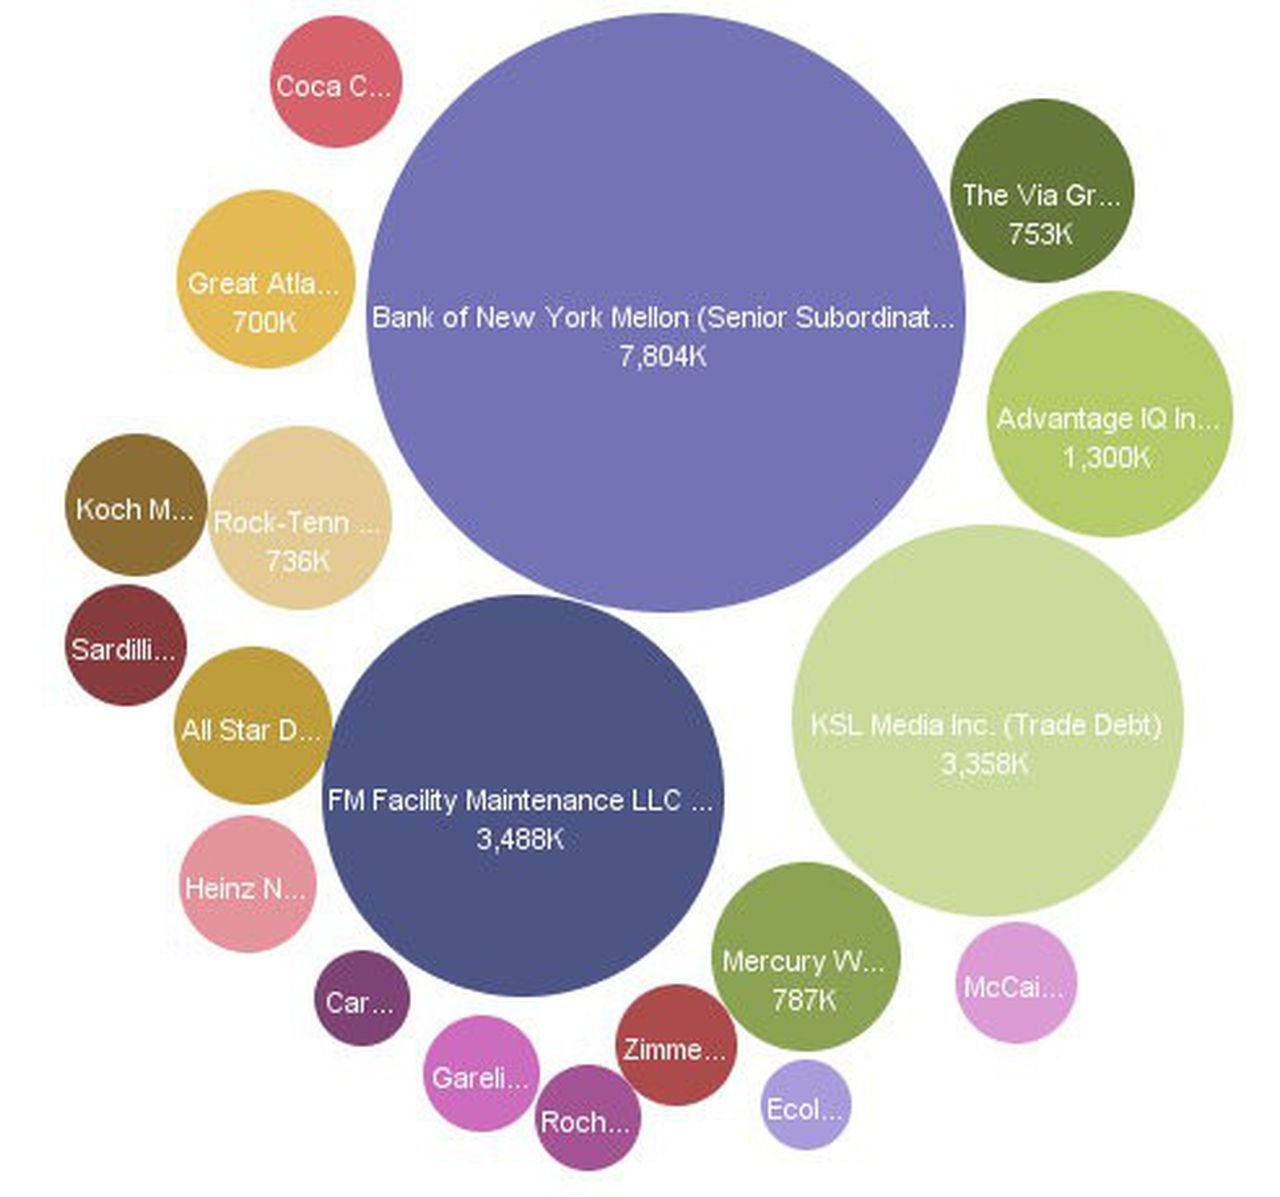 Coca C...
The Via Gr...
753K
Great Atla...
700K
Bank of New York Mellon (Senior Subordinat...
7,804K
Advantage IQ In...
1,300K
Koch M...
Rock-Tenn ...
736K
Sardilli...
All Star D...
KSL Media Inc. (Trade Debt)
3,358K
FM Facility Maintenance LLC ...
3,488K
Heinz N...
Mercury W...
787K
McCai...
Car...
Zimme...
Gareli...
Roch...
Ecol...